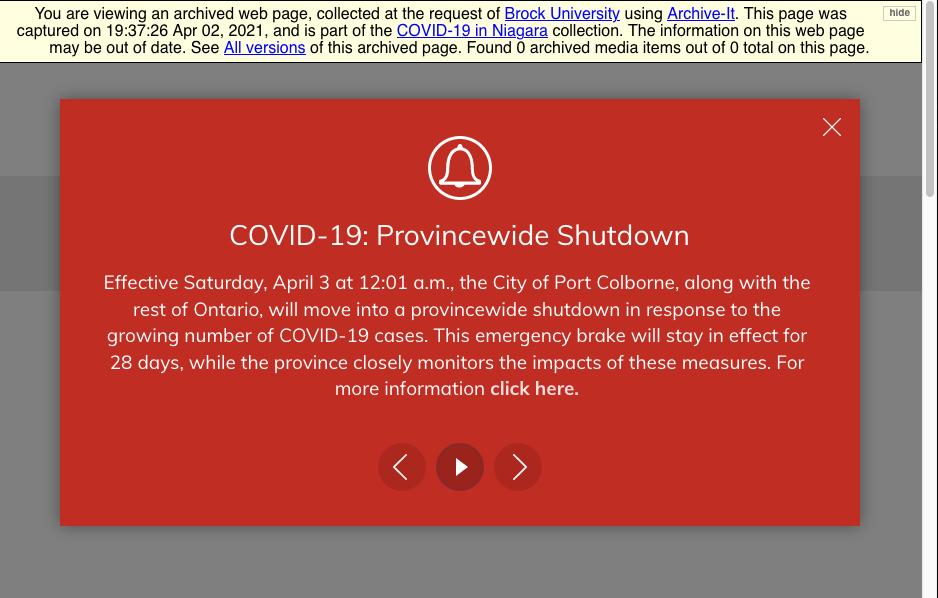 You are viewing an archived web page, collected at the request of Brock University using Archive-It. This page was
captured on 19:37:26 Apr 02, 2021, and is part of the COVID-19 in Niagara collection. The information on this web page
may be out of date. See All versions of this archived page. Found 0 archived media items out of 0 total on this page.
hide
COVID-19: Provincewide Shutdown
Effective Saturday, April 3 at 12:01 a.m., the City of Port Colborne, along with the
rest of Ontario, will move into a provincewide shutdown in response to the
growing number of COVID-19 cases. This emergency brake will stay in effect for
28 days, while the province closely monitors the impacts of these measures. For
more information click here.